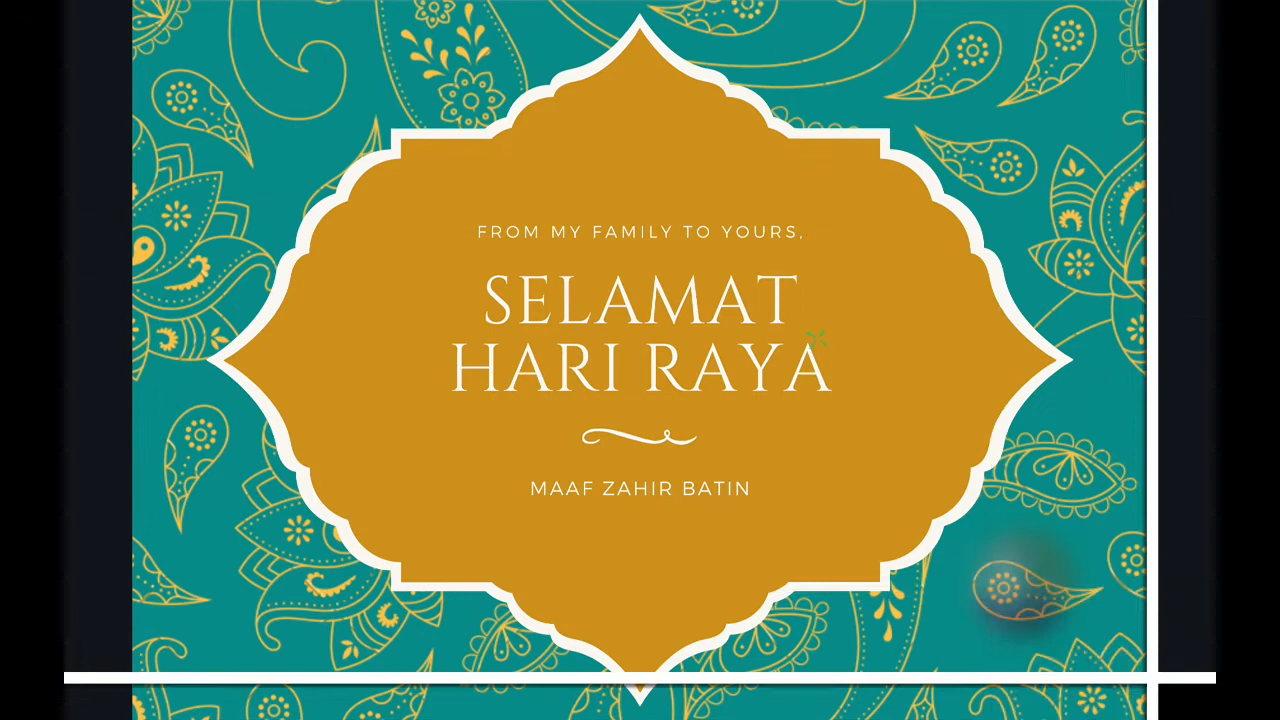 FROM MY FAMILY TO YOURS,
SELAMAT
HARI RAYA
MAAF ZAHIR BATIN